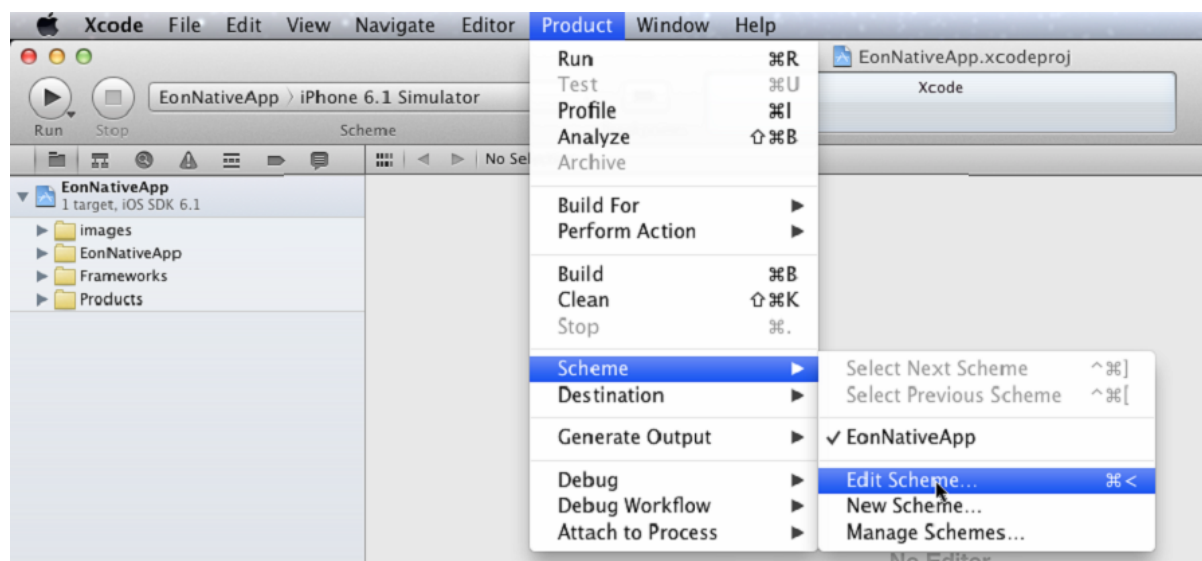 Xcode File Edit View Navigate Editor Product Window Help
EonNativeApp.xcodeproj
EonNativeApp 〉 iPhone 6.1 Simulator
Xcode
Run Stop Scheme
No Sel
EonNativeApp
1 target, iOS SDK 6.1
images
EonNativeApp
Frameworks
Products
Run ⌘R
Test ⌘U
Profile ⌘I
Analyze ⇧⌘B
Archive
Build For ▶
Perform Action ▶
Build ⌘B
Clean ⇧⌘K
Stop ⌘.
Scheme ▶
Destination ▶
Generate Output ▶
Debug ▶
Debug Workflow ▶
Attach to Process ▶
Select Next Scheme ^⌘]
Select Previous Scheme ^⌘[
✓ EonNativeApp
Edit Scheme... ⌘<
New Scheme...
Manage Schemes...
No Editor